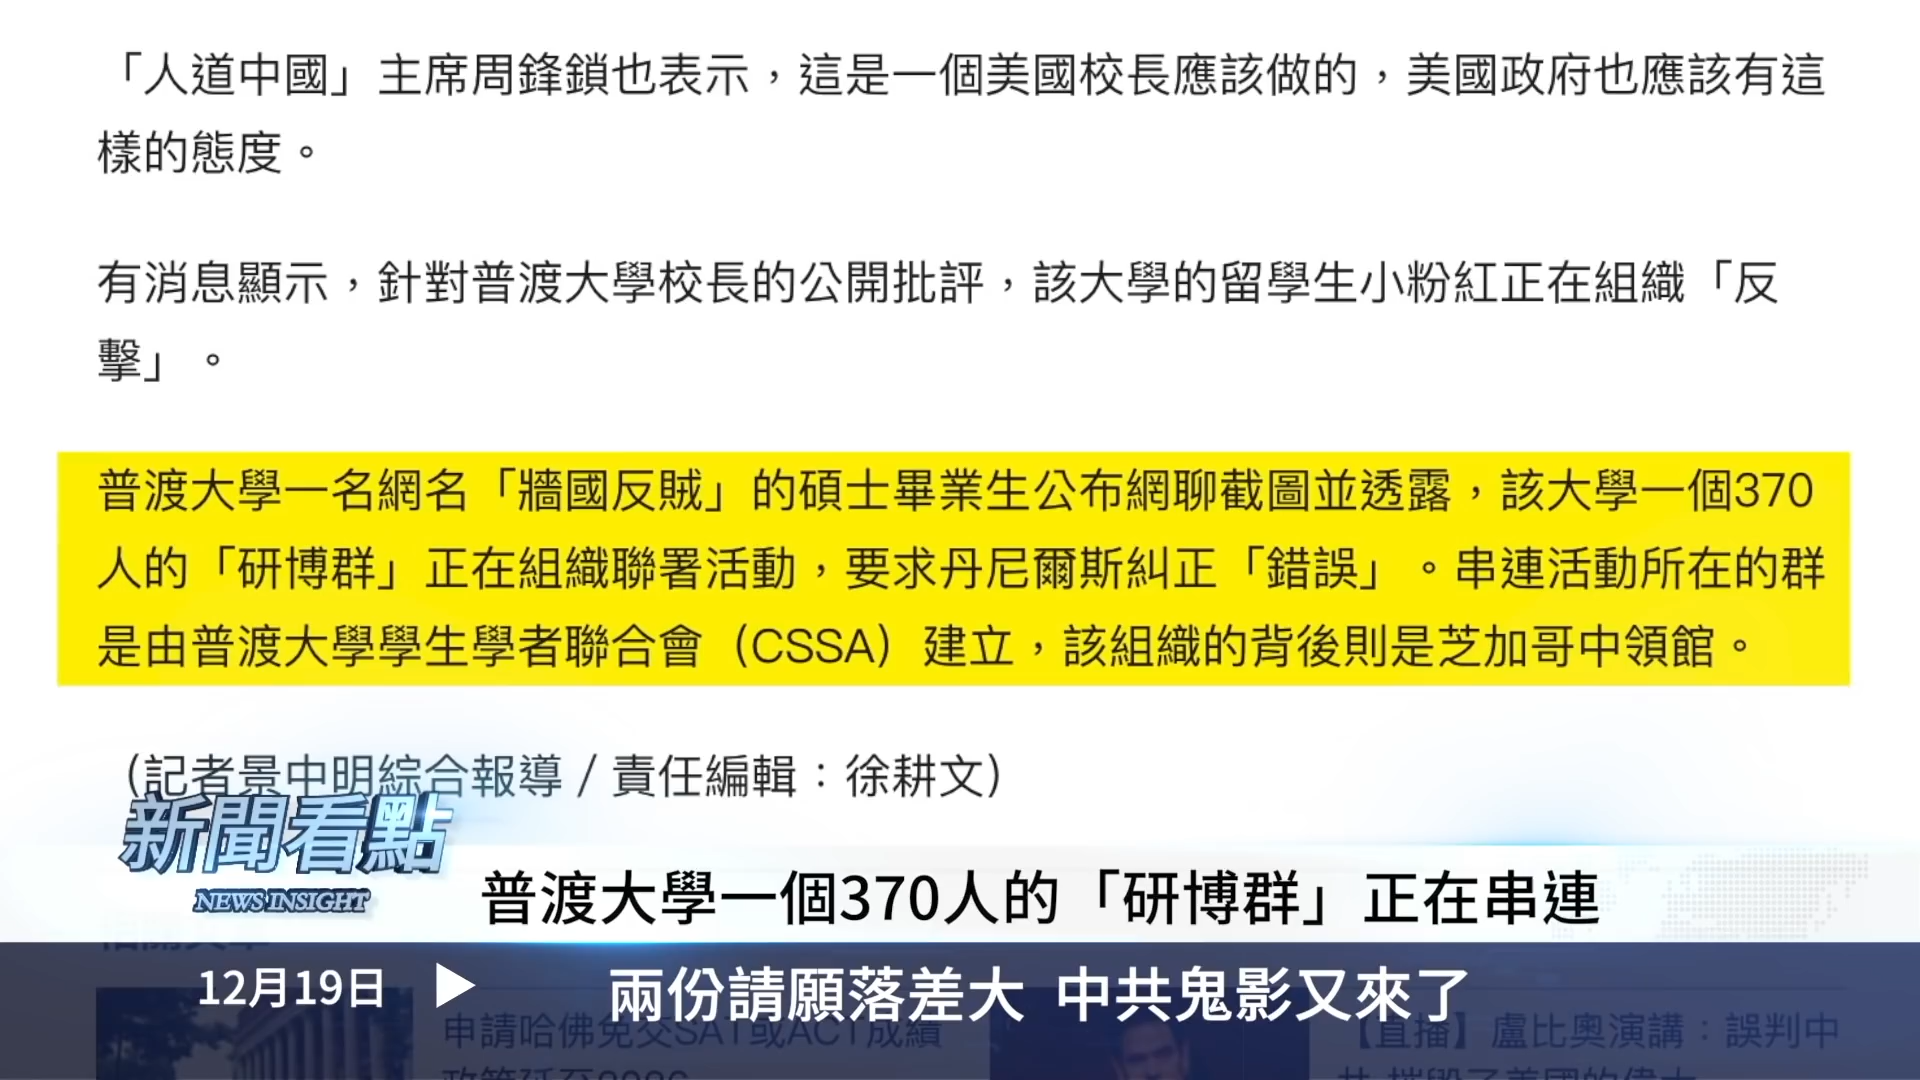 「人道中國」主席周鋒鎖也表示，這是一個美國校長應該做的，美國政府也應該有這
樣的態度。
有消息顯示，針對普渡大學校長的公開批評，該大學的留學生小粉紅正在組織「反
擊」。
普渡大學一名網名「牆國反賊」的碩士畢業生公布網聊截圖並透露，該大學一個370
人的「研博群」正在組織聯署活動，要求丹尼爾斯糾正「錯誤」。串連活動所在的群
是由普渡大學學生學者聯合會（CSSA）建立，該組織的背後則是芝加哥中領館。
（記者景中明綜合報導 / 責任編輯：徐耕文）
新聞看點
NEWS INSIGHT
普渡大學一個370人的「研博群」正在串連
12月19日
兩份請願落差大 中共鬼影又來了
申請哈佛免交SAT或ACT成績
政策延至2026
【直播】盧比奧演講：誤判中